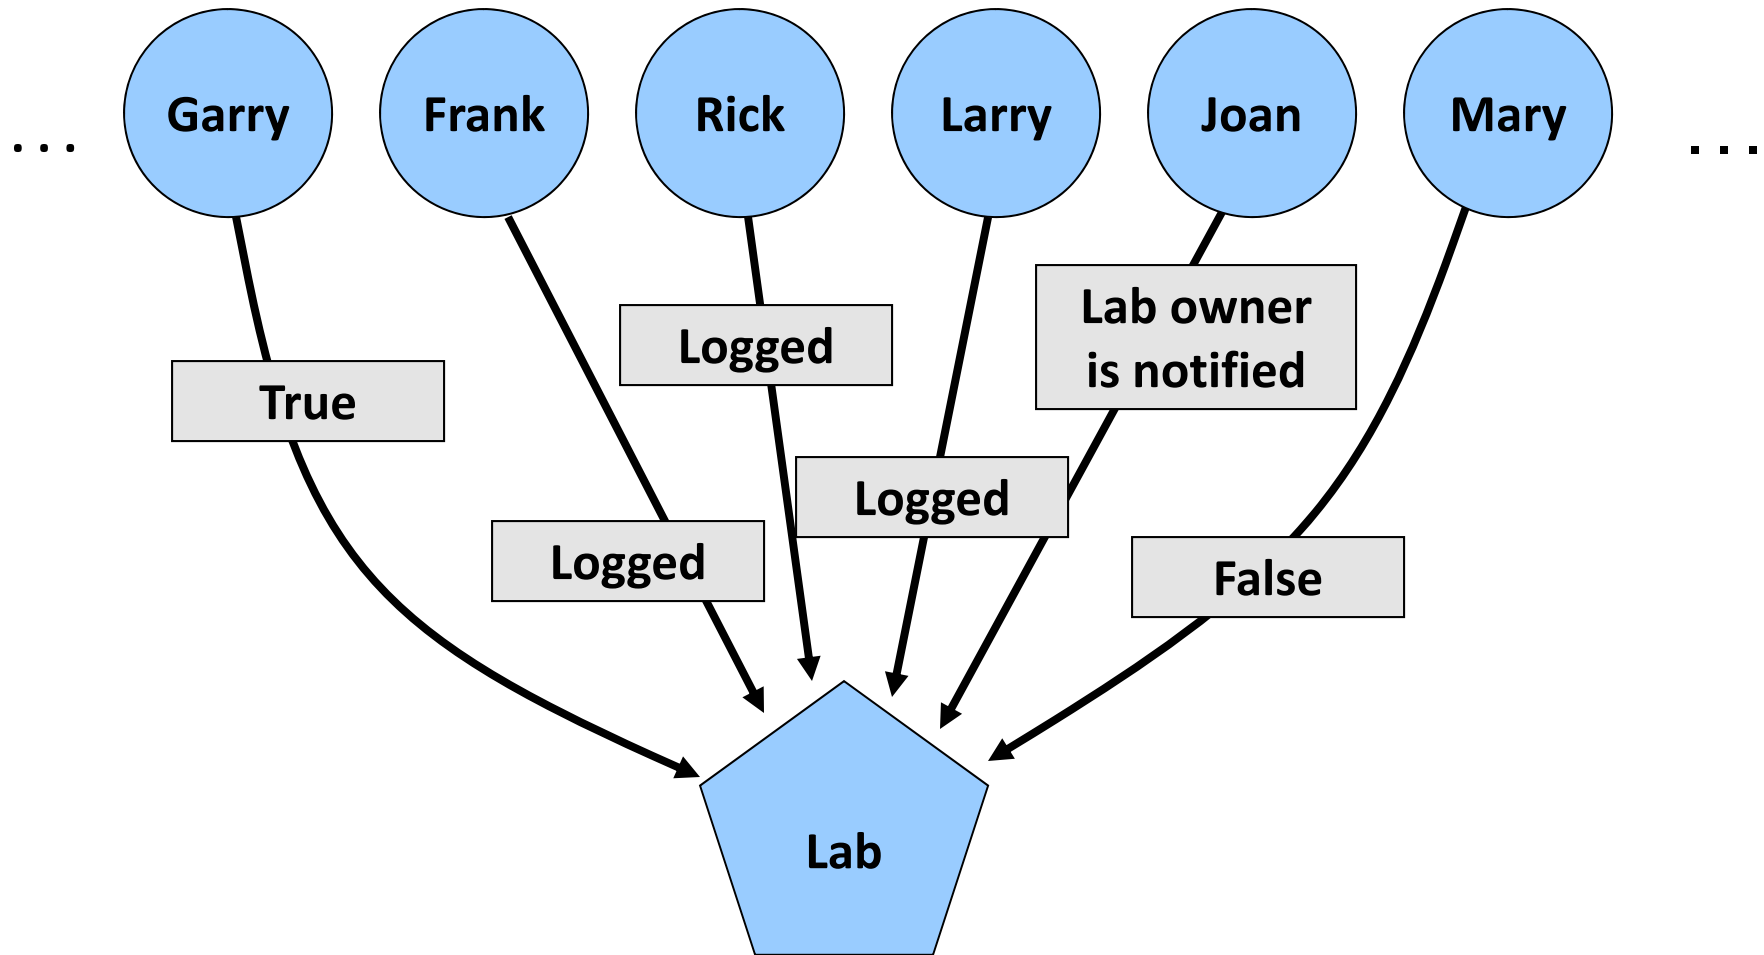 Garry
Frank
Rick
Larry
Joan
Mary
...
...
Logged
Lab owner
is notified
True
Logged
Logged
False
Lab